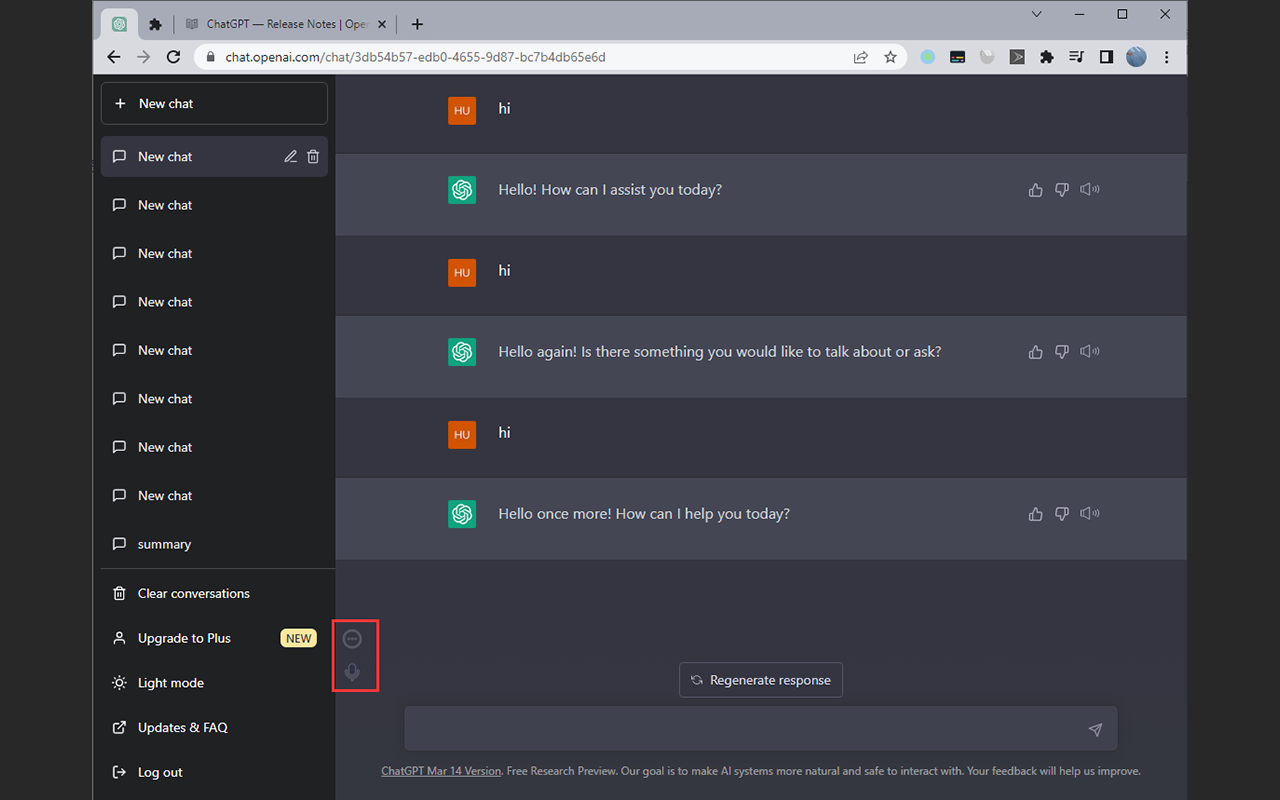 ChatGPT — Release Notes | Ope
chat.openai.com/chat/3db54b57-edb0-4655-9d87-bc7b4db65e6d
New chat
New chat
New chat
New chat
New chat
New chat
New chat
New chat
New chat
summary
Clear conversations
Upgrade to Plus NEW
Light mode
Updates & FAQ
Log out
HU hi
Hello! How can I assist you today?
HU hi
Hello again! Is there something you would like to talk about or ask?
HU hi
Hello once more! How can I help you today?
Regenerate response
ChatGPT Mar 14 Version. Free Research Preview. Our goal is to make AI systems more natural and safe to interact with. Your feedback will help us improve.